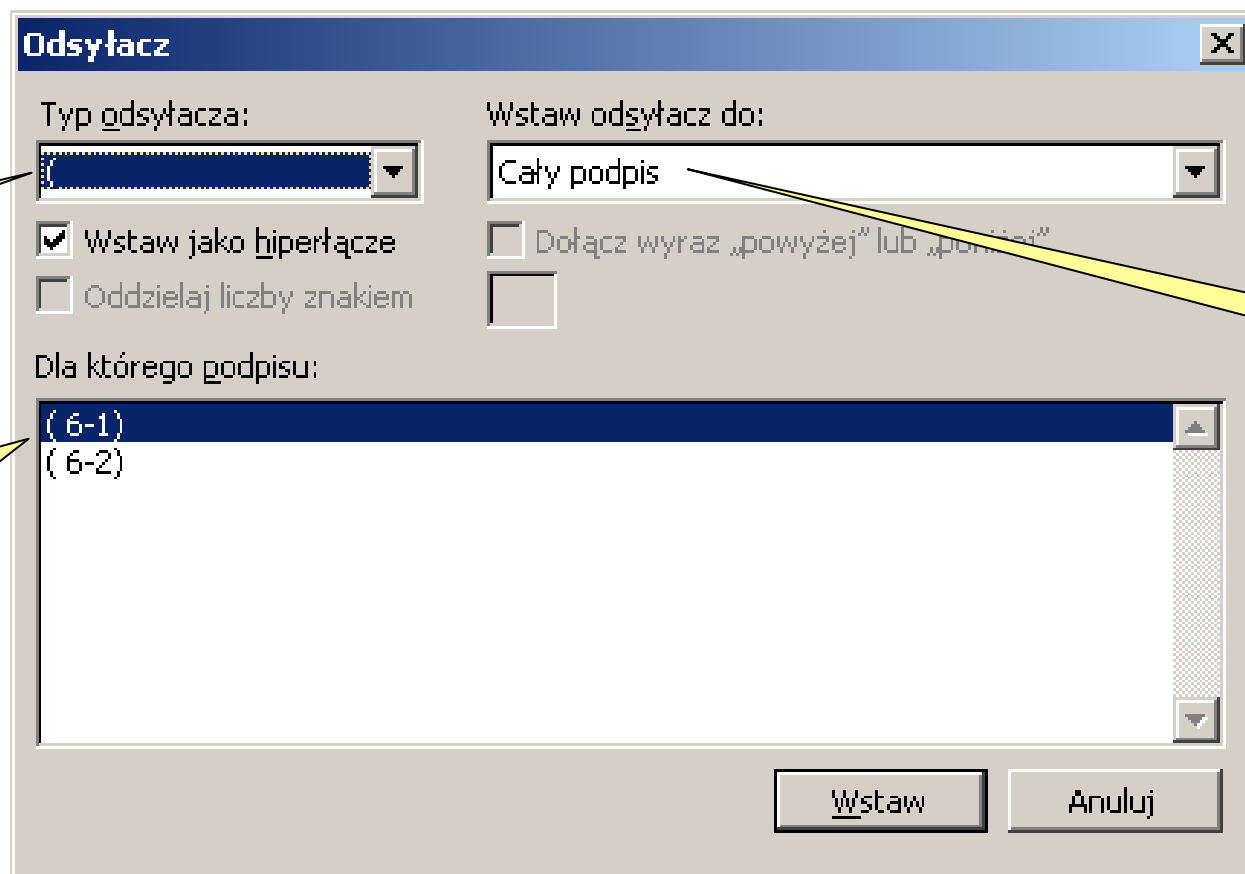 Odsyłacz
Typ odsyłacza:
Wstaw odsyłacz do:
(
Cały podpis
Wstaw jako hiperłącze
Dołącz wyraz „powyżej” lub „poniżej”
Oddzielaj liczby znakiem
Dla którego podpisu:
( 6-1)
( 6-2)
Wstaw
Anuluj